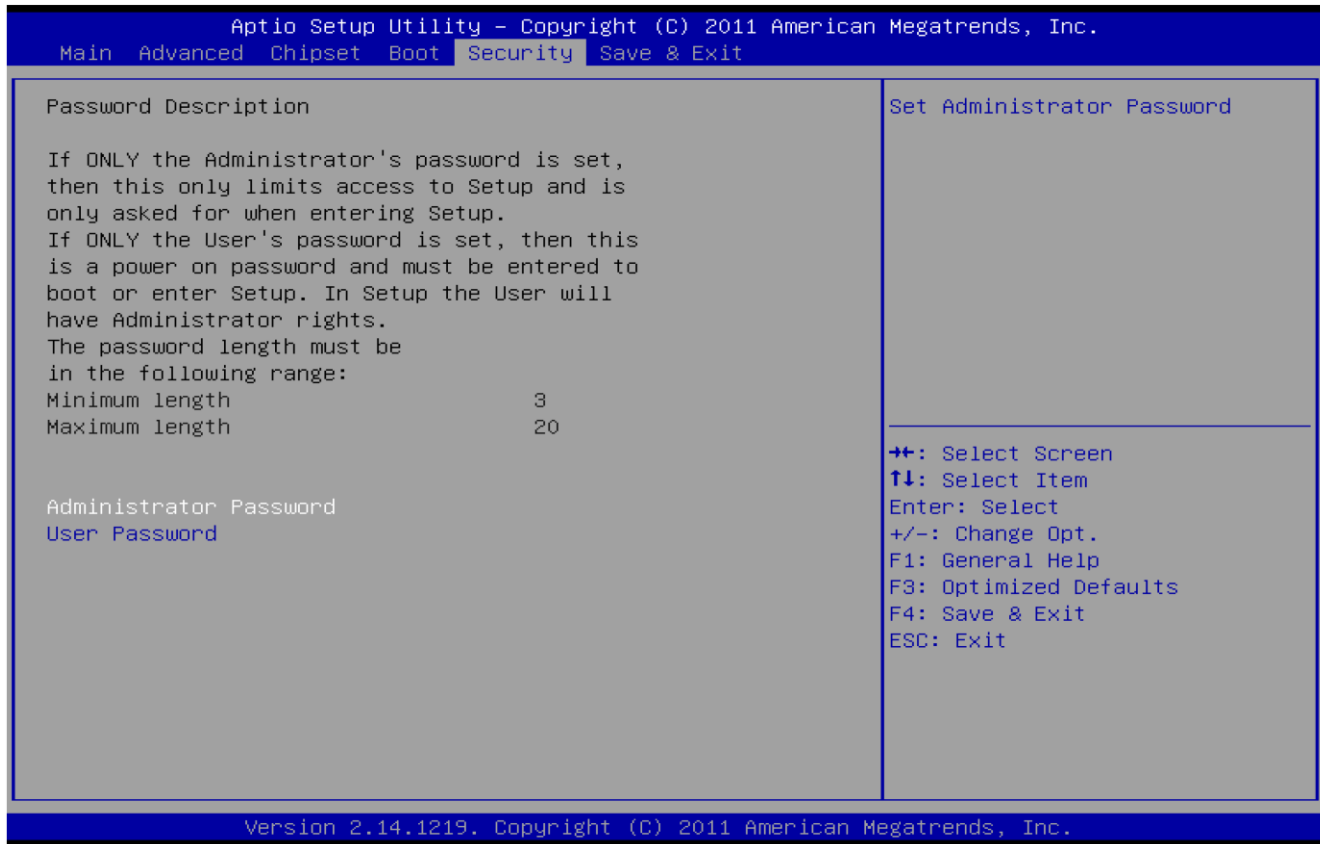 Aptio Setup Utility – Copyright (C) 2011 American Megatrends, Inc.
Main Advanced Chipset Boot Security Save & Exit
Password Description
If ONLY the Administrator's password is set,
then this only limits access to Setup and is
only asked for when entering Setup.
If ONLY the User's password is set, then this
is a power on password and must be entered to
boot or enter Setup. In Setup the User will
have Administrator rights.
The password length must be
in the following range:
Minimum length 3
Maximum length 20
Administrator Password
User Password
Set Administrator Password
→←: Select Screen
↑↓: Select Item
Enter: Select
+/-: Change Opt.
F1: General Help
F3: Optimized Defaults
F4: Save & Exit
ESC: Exit
Version 2.14.1219. Copyright (C) 2011 American Megatrends, Inc.